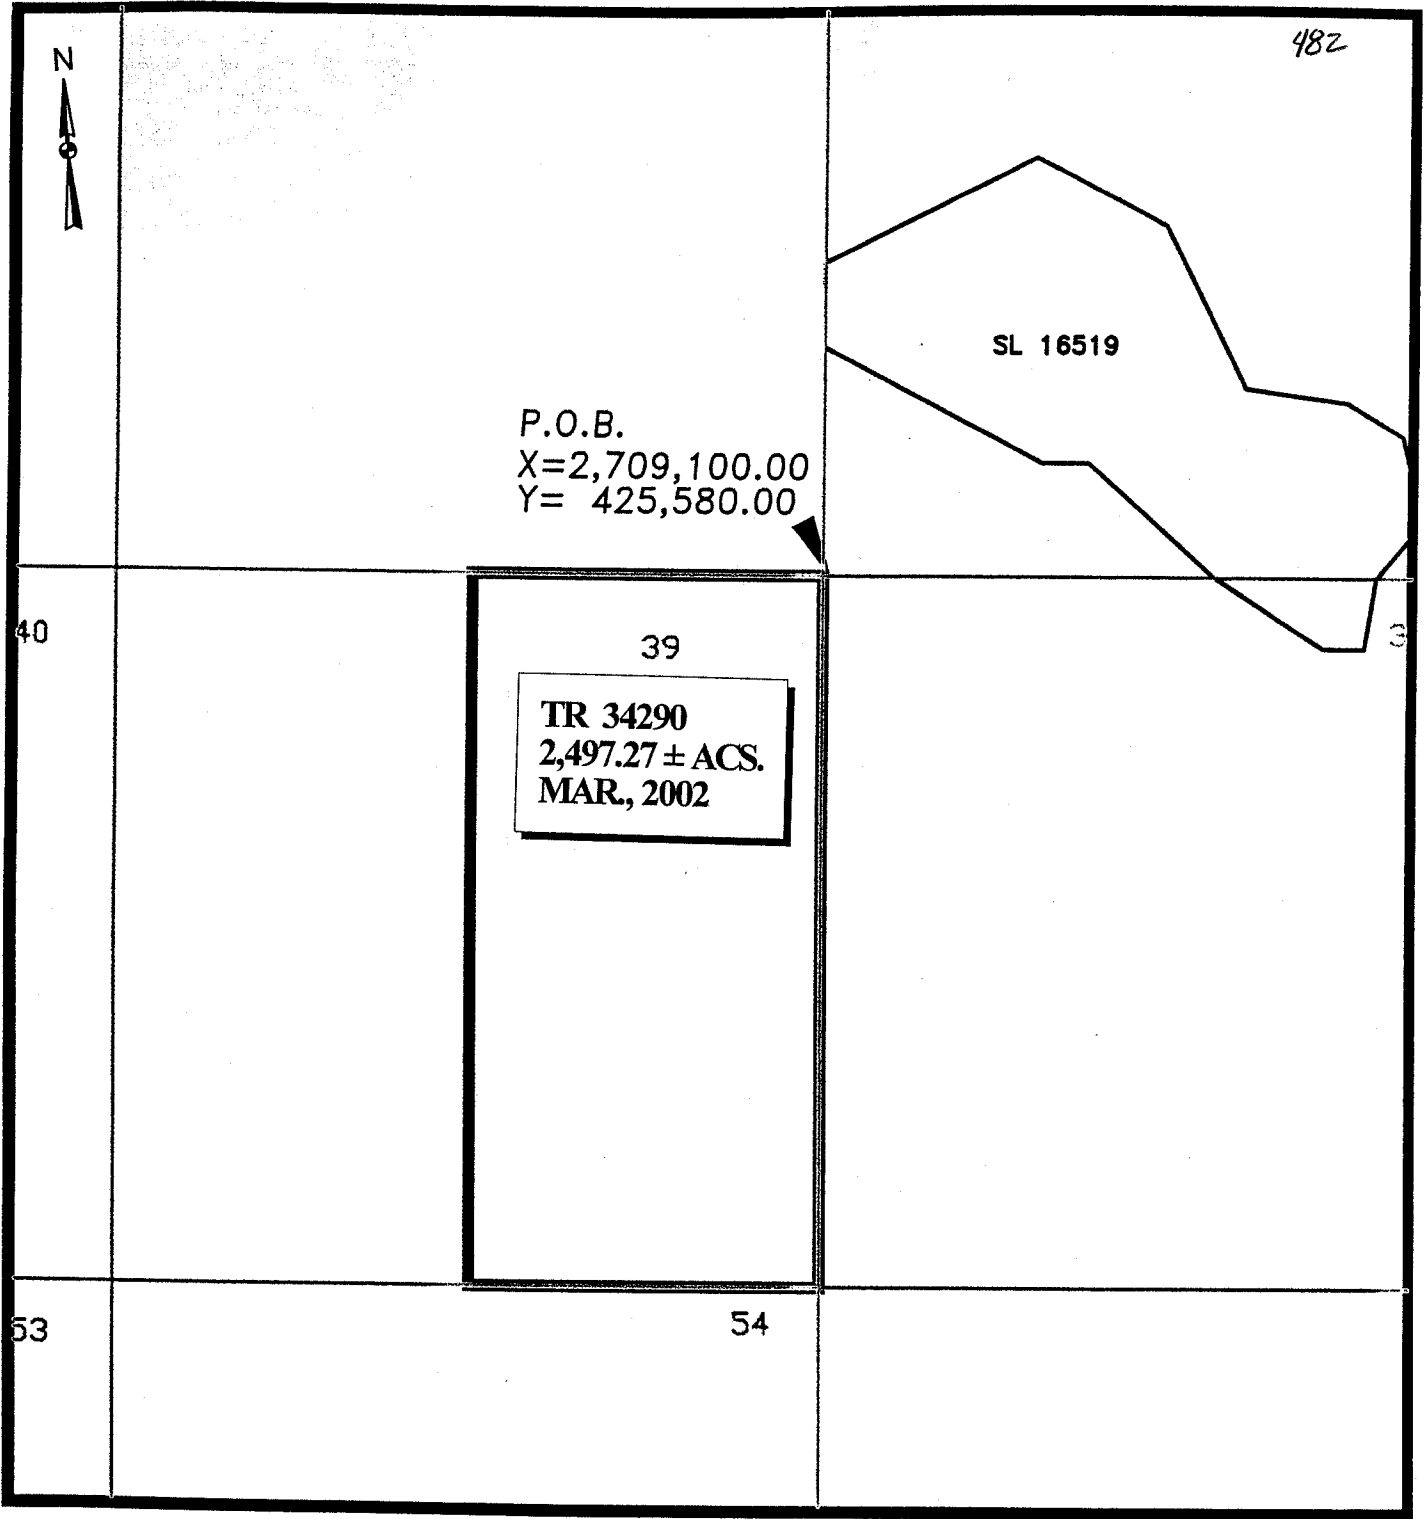 482
N
SL 16519
P.O.B.
X=2,709,100.00
Y= 425,580.00
40
39
3
TR 34290
2,497.27 ± ACS.
MAR., 2002
53
54